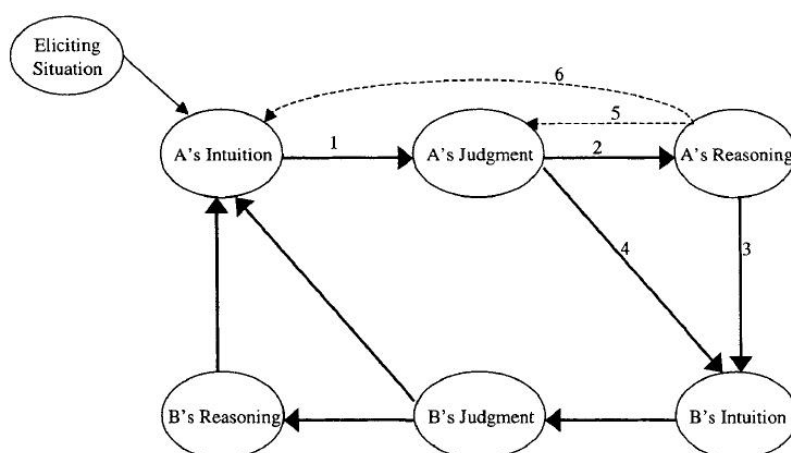 Eliciting
Situation
6
5
A's Intuition
1
A's Judgment
2
A's Reasoning
4
3
B's Reasoning
B's Judgment
B's Intuition